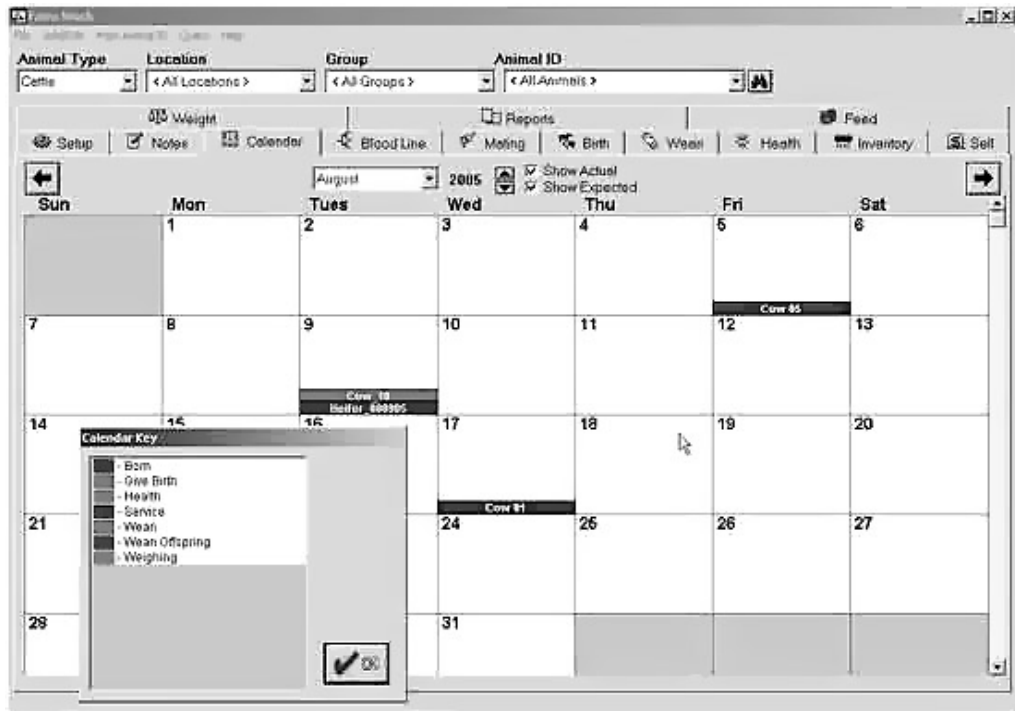 Animal Type Location Group Animal ID
Cattle < All Locations > < All Groups > < All Animals >
Weight Reports Feed
Setup Notes Calendar Blood Line Mating Birth Wean Health Inventory Sell
August 2005 Show Actual
Show Expected
Sun Mon Tues Wed Thu Fri Sat
1 2 3 4 5 6
Cow 05
7 8 9 10 11 12 13
Cow_10
14 15 16 17 18 19 20
Calendar Key
- Born
- Give Birth
- Health
- Service
- Wean
- Wean Offspring
- Weighing
OK
Cow 01
21 24 25 26 27
28 31